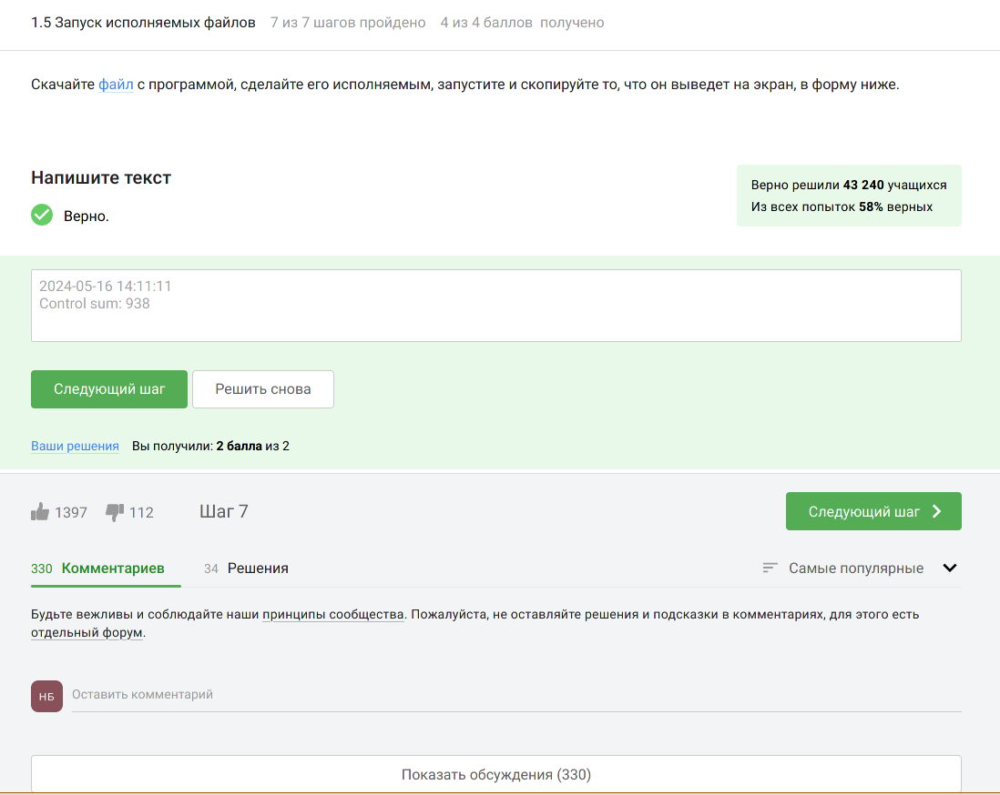 1.5 Запуск исполняемых файлов 7 из 7 шагов пройдено 4 из 4 баллов получено
Скачайте файл с программой, сделайте его исполняемым, запустите и скопируйте то, что он выведет на экран, в форму ниже.
Напишите текст
Верно.
Верно решили 43 240 учащихся
Из всех попыток 58% верных
2024-05-16 14:11:11
Control sum: 938
Следующий шаг Решить снова
Ваши решения Вы получили: 2 балла из 2
1397 112 Шаг 7 Следующий шаг
330 Комментариев 34 Решения Самые популярные
Будьте вежливы и соблюдайте наши принципы сообщества. Пожалуйста, не оставляйте решения и подсказки в комментариях, для этого есть
отдельный форум.
НБ Оставить комментарий
Показать обсуждения (330)